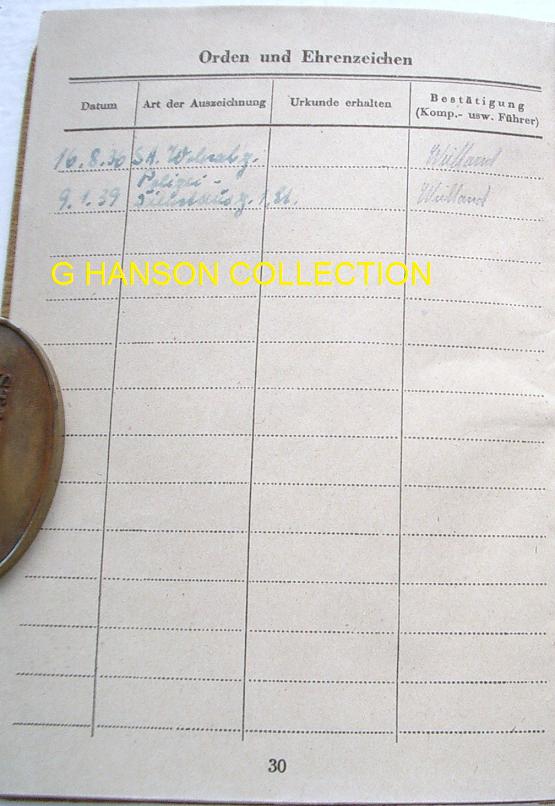 Orden und Ehrenzeichen
Datum
Art der Auszeichnung
Urkunde erhalten
Bestätigung
(Komp.- usw. Führer)
16.8.36 SA.
Polizei-
9.1.39
G HANSON COLLECTION
30